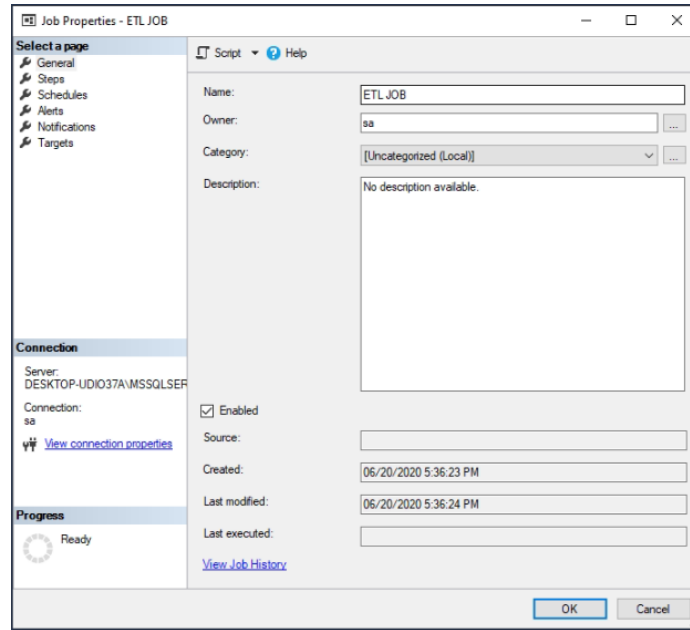 Job Properties - ETL JOB
Select a page
General
Steps
Schedules
Alerts
Notifications
Targets
Script
Help
Name:
ETL JOB
Owner:
sa
...
Category:
[Uncategorized (Local)]
...
Description:
No description available.
Connection
Server:
DESKTOP-UDIO37A\MSSQLSER
Connection:
sa
View connection properties
Progress
Ready
Enabled
Source:
Created:
06/20/2020 5:36:23 PM
Last modified:
06/20/2020 5:36:24 PM
Last executed:
View Job History
OK
Cancel